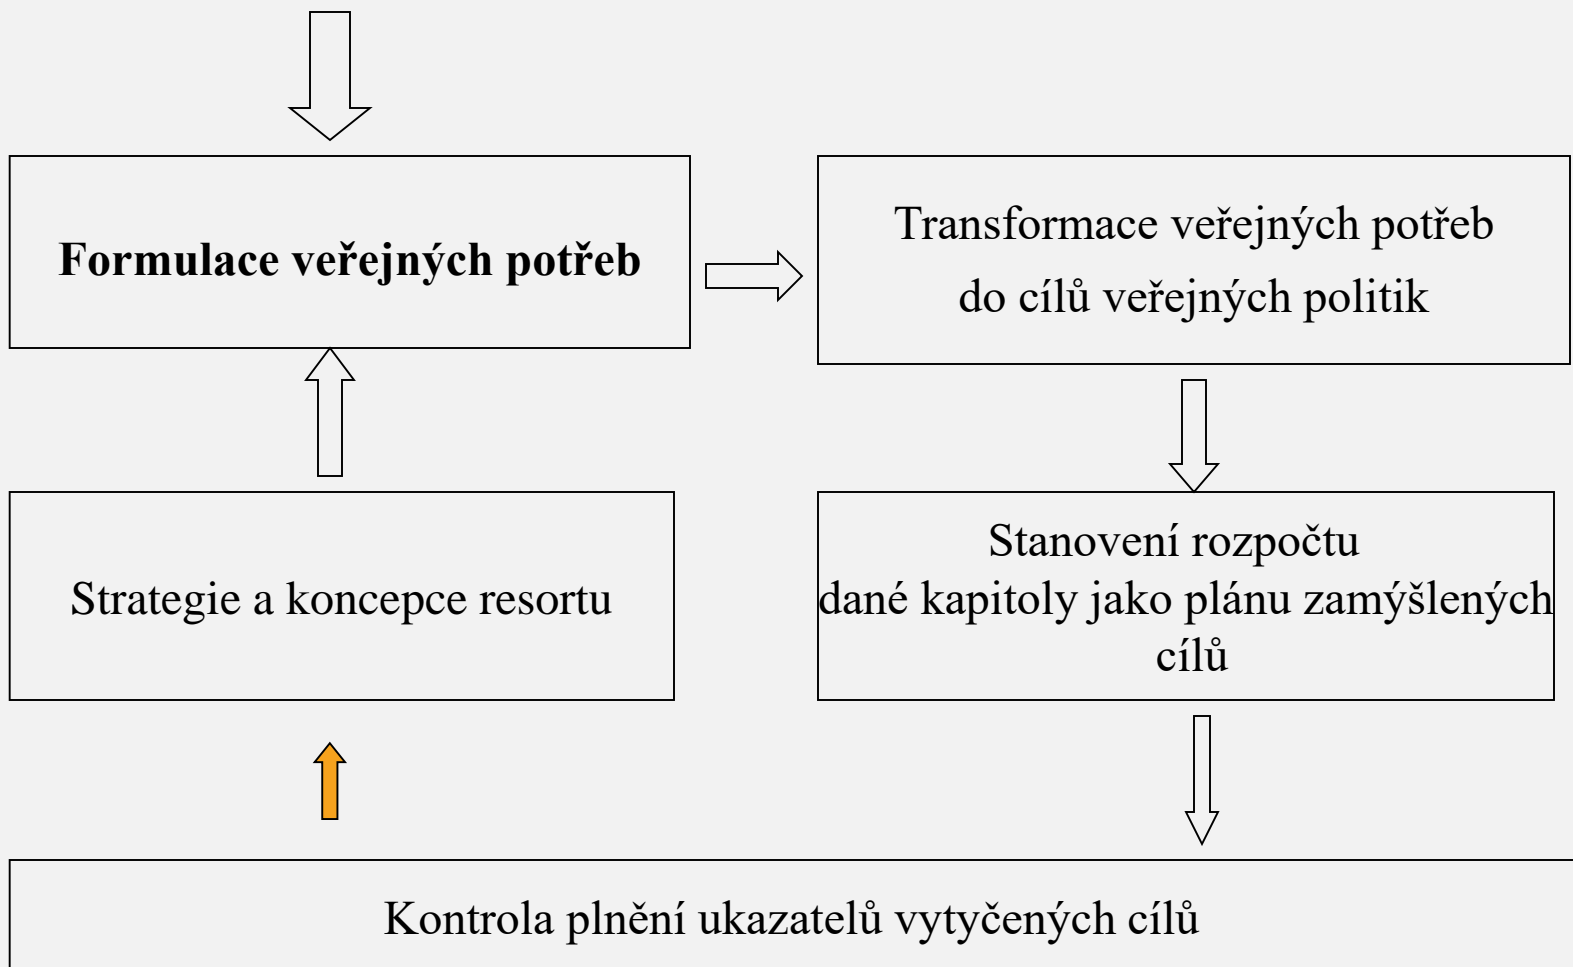 Formulace veřejných potřeb
Transformace veřejných potřeb
do cílů veřejných politik
Strategie a koncepce resortu
Stanovení rozpočtu
dané kapitoly jako plánu zamýšlených
cílů
Kontrola plnění ukazatelů vytyčených cílů